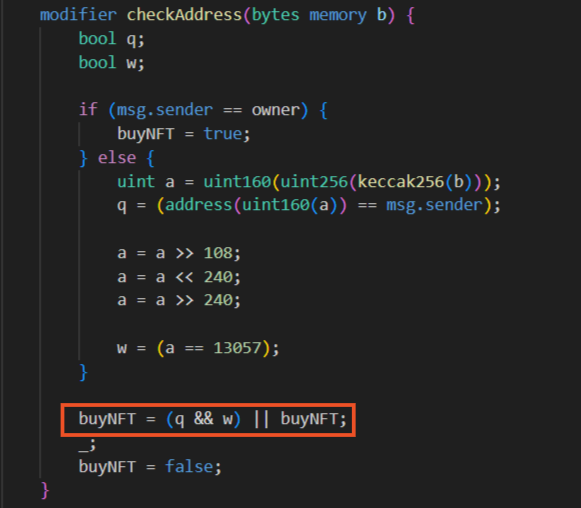 modifier checkAddress(bytes memory b) {
bool q;
bool w;
if (msg.sender == owner) {
buyNFT = true;
} else {
uint a = uint160(uint256(keccak256(b)));
q = (address(uint160(a)) == msg.sender);
a = a >> 108;
a = a << 240;
a = a >> 240;
w = (a == 13057);
}
buyNFT = (q && w) || buyNFT;
_;
buyNFT = false;
}